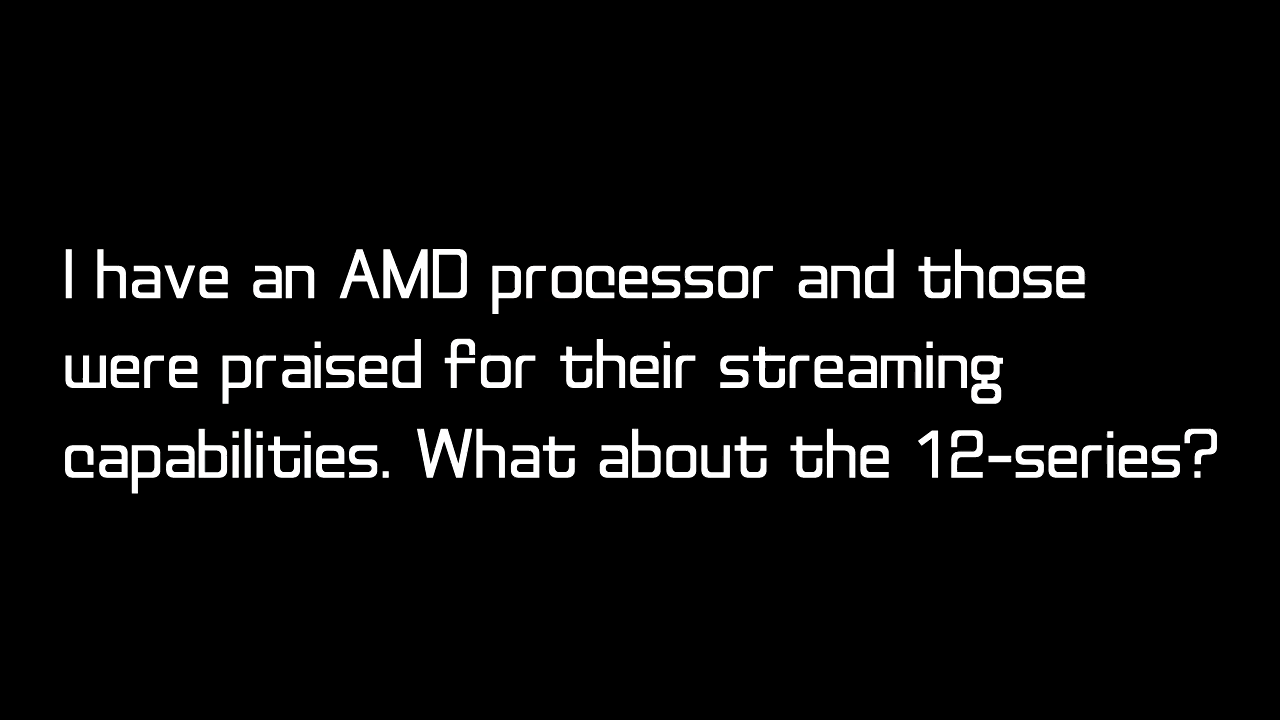 I have an AMD processor and those
were praised for their streaming
capabilities. What about the 12-series?